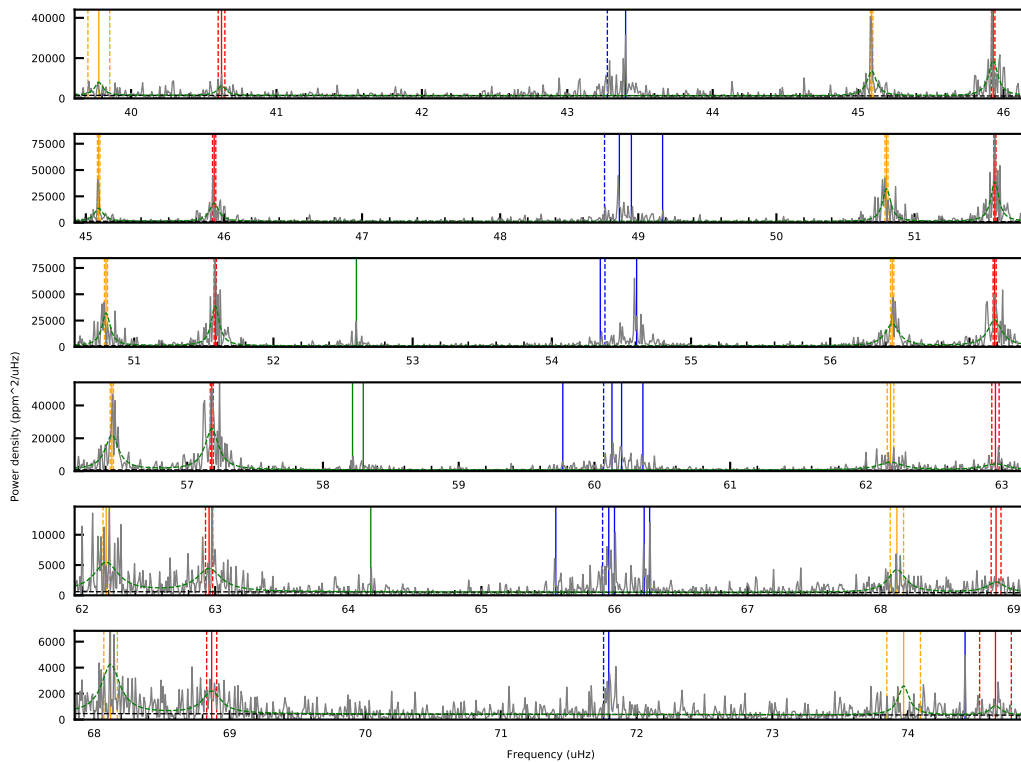 40000
20000
0
40 41 42 43 44 45 46
75000
50000
25000
0
45 46 47 48 49 50 51
75000
50000
25000
0
51 52 53 54 55 56 57
Power density (ppm^2/uHz)
40000
20000
0
57 58 59 60 61 62 63
10000
5000
0
62 63 64 65 66 67 68 69
6000
4000
2000
0
68 69 70 71 72 73 74
Frequency (uHz)